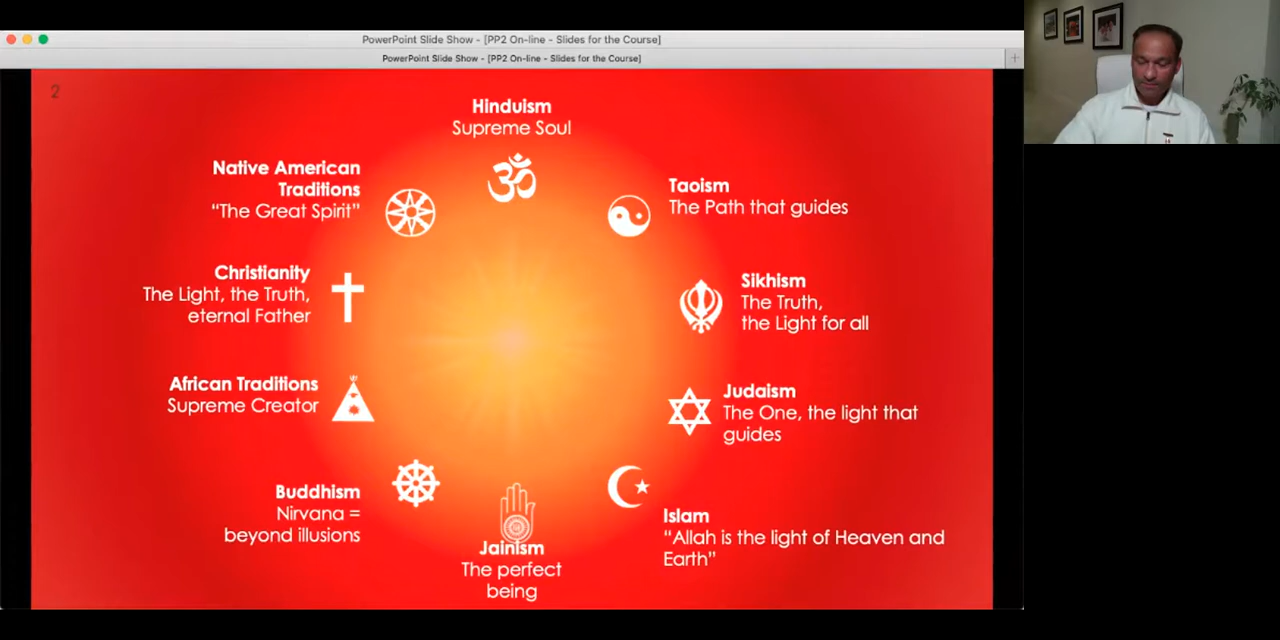 PowerPoint Slide Show - [PP2 On-line - Slides for the Course]
PowerPoint Slide Show - [PP2 On-line - Slides for the Course]
2
Hinduism
Supreme Soul
Native American
Traditions
“The Great Spirit”
Taoism
The Path that guides
Christianity
The Light, the Truth,
eternal Father
Sikhism
The Truth,
the Light for all
African Traditions
Supreme Creator
Judaism
The One, the light that
guides
Buddhism
Nirvana =
beyond illusions
Jainism
The perfect
being
Islam
“Allah is the light of Heaven and
Earth”